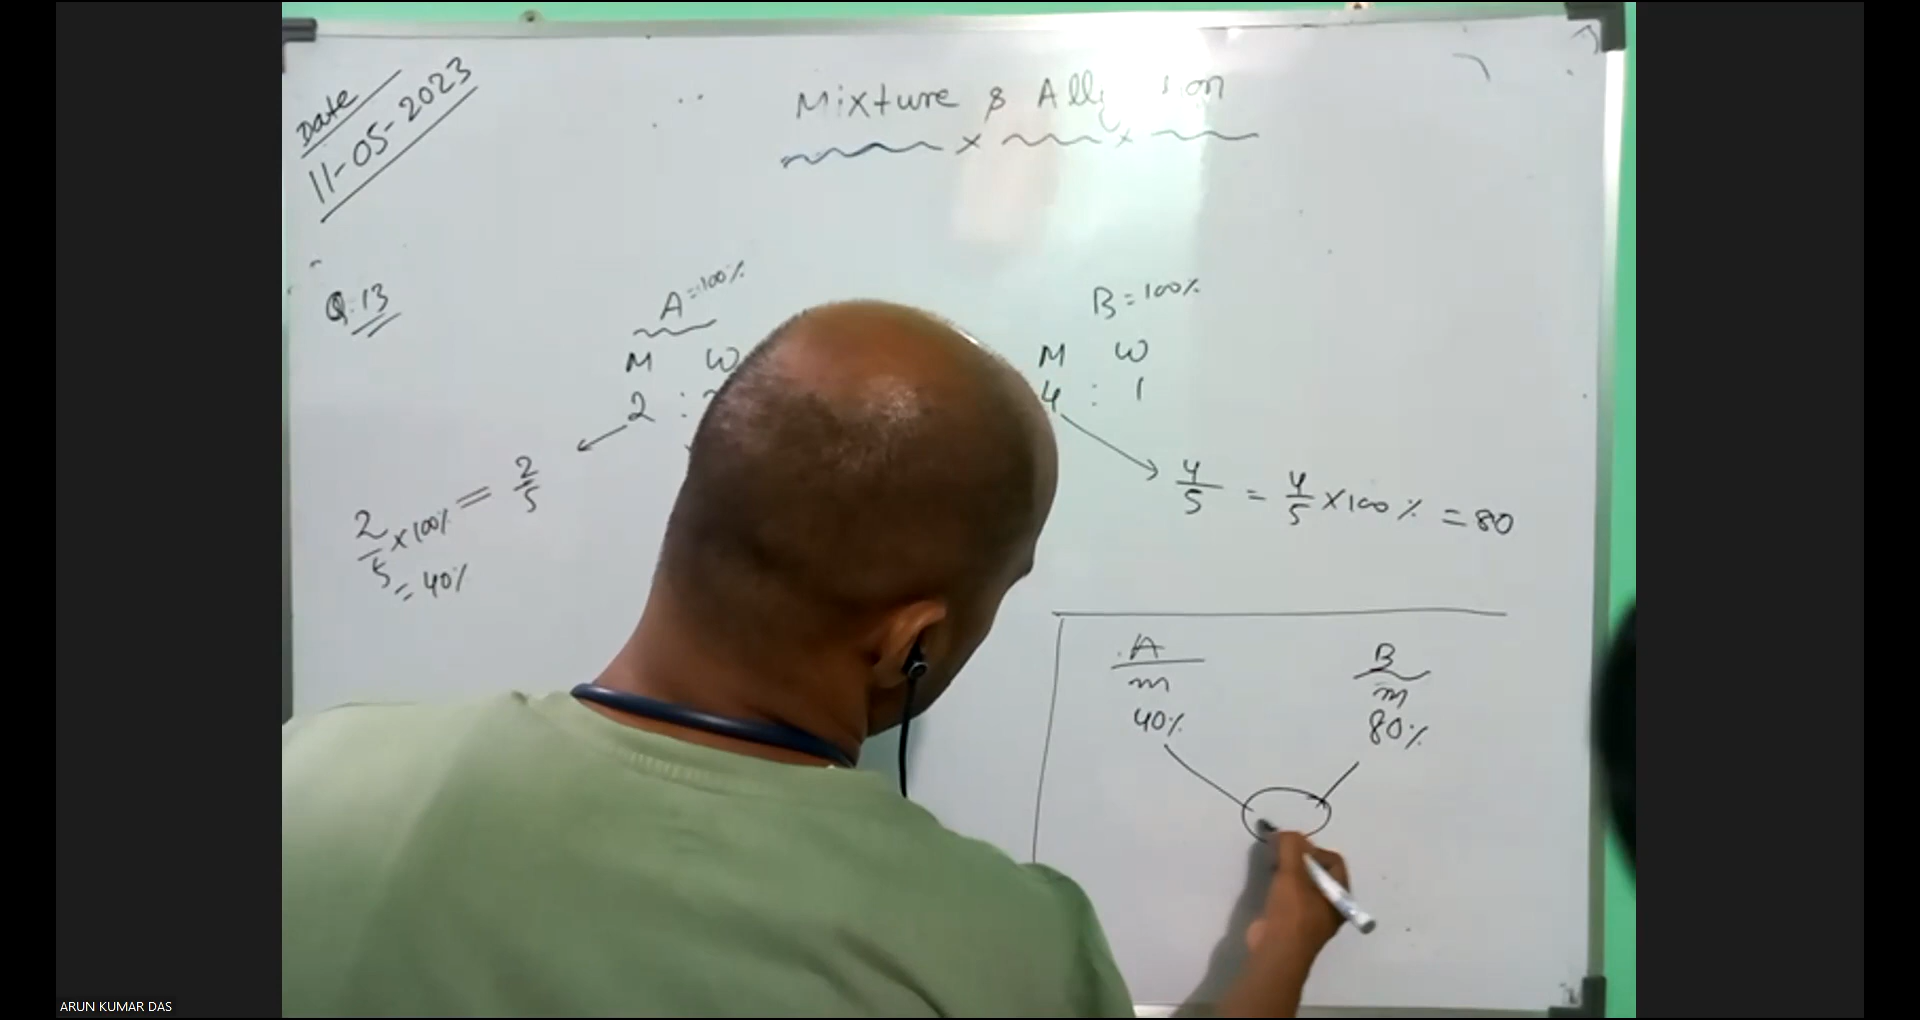 Date
11-05-2023
Mixture & Alligation
Q. 13
A = 100%
M W
2 :
2/5 × 100% = 2/5
= 40%
B = 100%
M W
4 : 1
4/5 = 4/5 × 100% = 80
A B
m m
40% 80%
ARUN KUMAR DAS